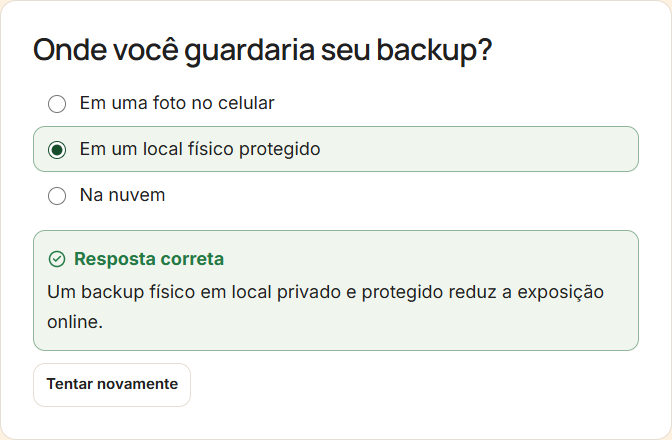 Onde você guardaria seu backup?
Em uma foto no celular
Em um local físico protegido
Na nuvem
Resposta correta
Um backup físico em local privado e protegido reduz a exposição
online.
Tentar novamente